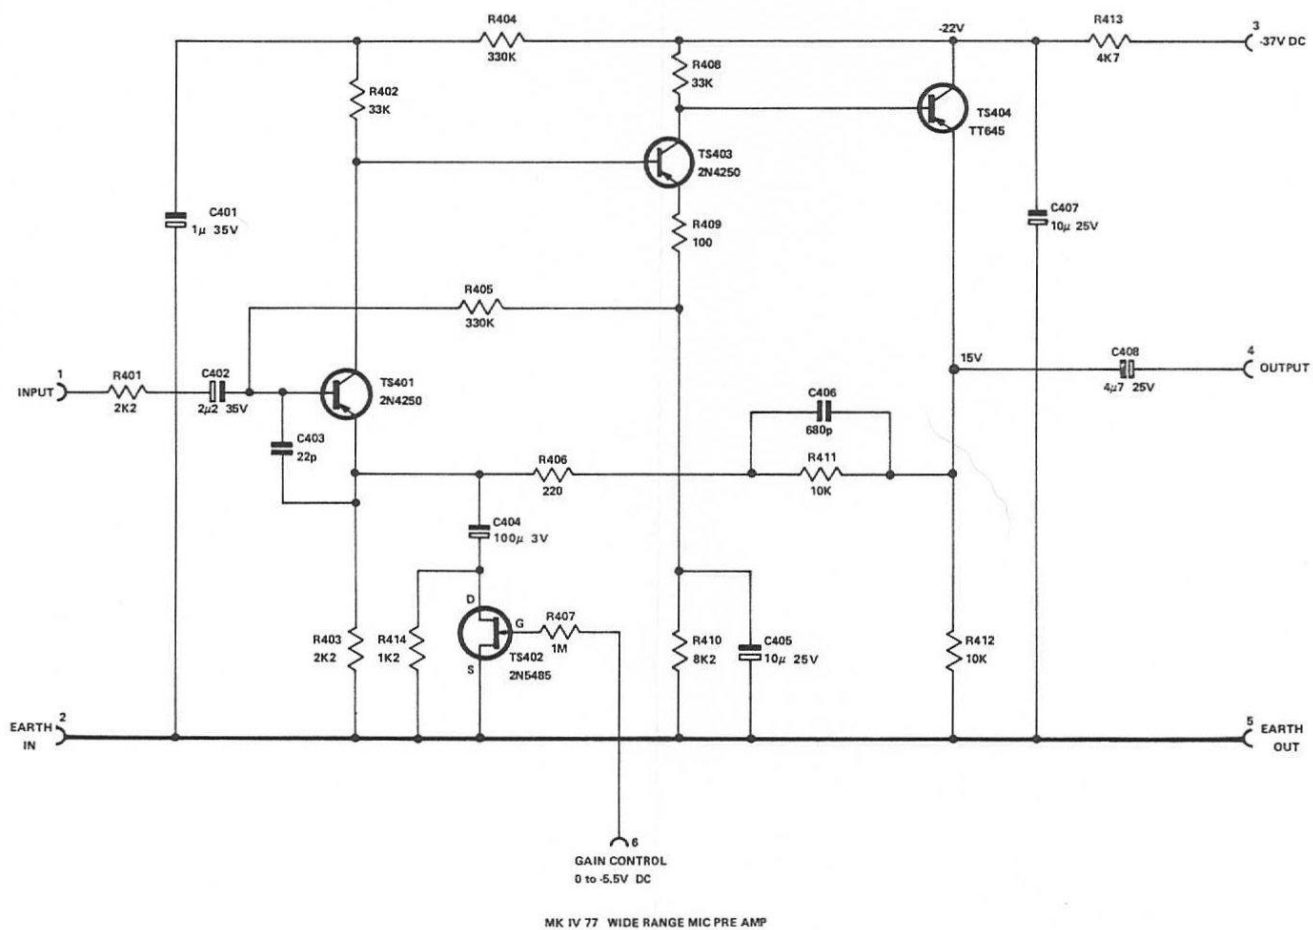 R404
330K
-22V
R413
4K7
3
-37V DC
R402
33K
R408
33K
TS404
TT645
TS403
2N4250
C401
1µ 35V
R409
100
C407
10µ 25V
R405
330K
1
INPUT
R401
2K2
C402
2µ2 35V
TS401
2N4250
15V
C408
4µ7 25V
4
OUTPUT
C403
22p
C406
680p
R406
220
R411
10K
C404
100µ 3V
D
G
S
R407
1M
TS402
2N5485
R403
2K2
R414
1K2
R410
8K2
C405
10µ 25V
R412
10K
2
EARTH
IN
5
EARTH
OUT
6
GAIN CONTROL
0 to -5.5V DC
MK IV 77 WIDE RANGE MIC PRE AMP